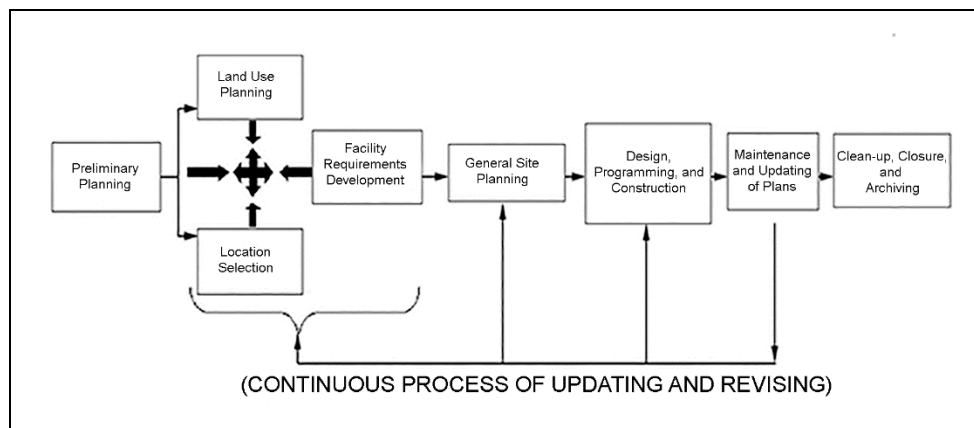 Land Use
Planning
Preliminary
Planning
Facility
Requirements
Development
Location
Selection
General Site
Planning
Design,
Programming, and
Construction
Maintenance
and Updating
of Plans
Clean-up, Closure,
and
Archiving
(CONTINUOUS PROCESS OF UPDATING AND REVISING)